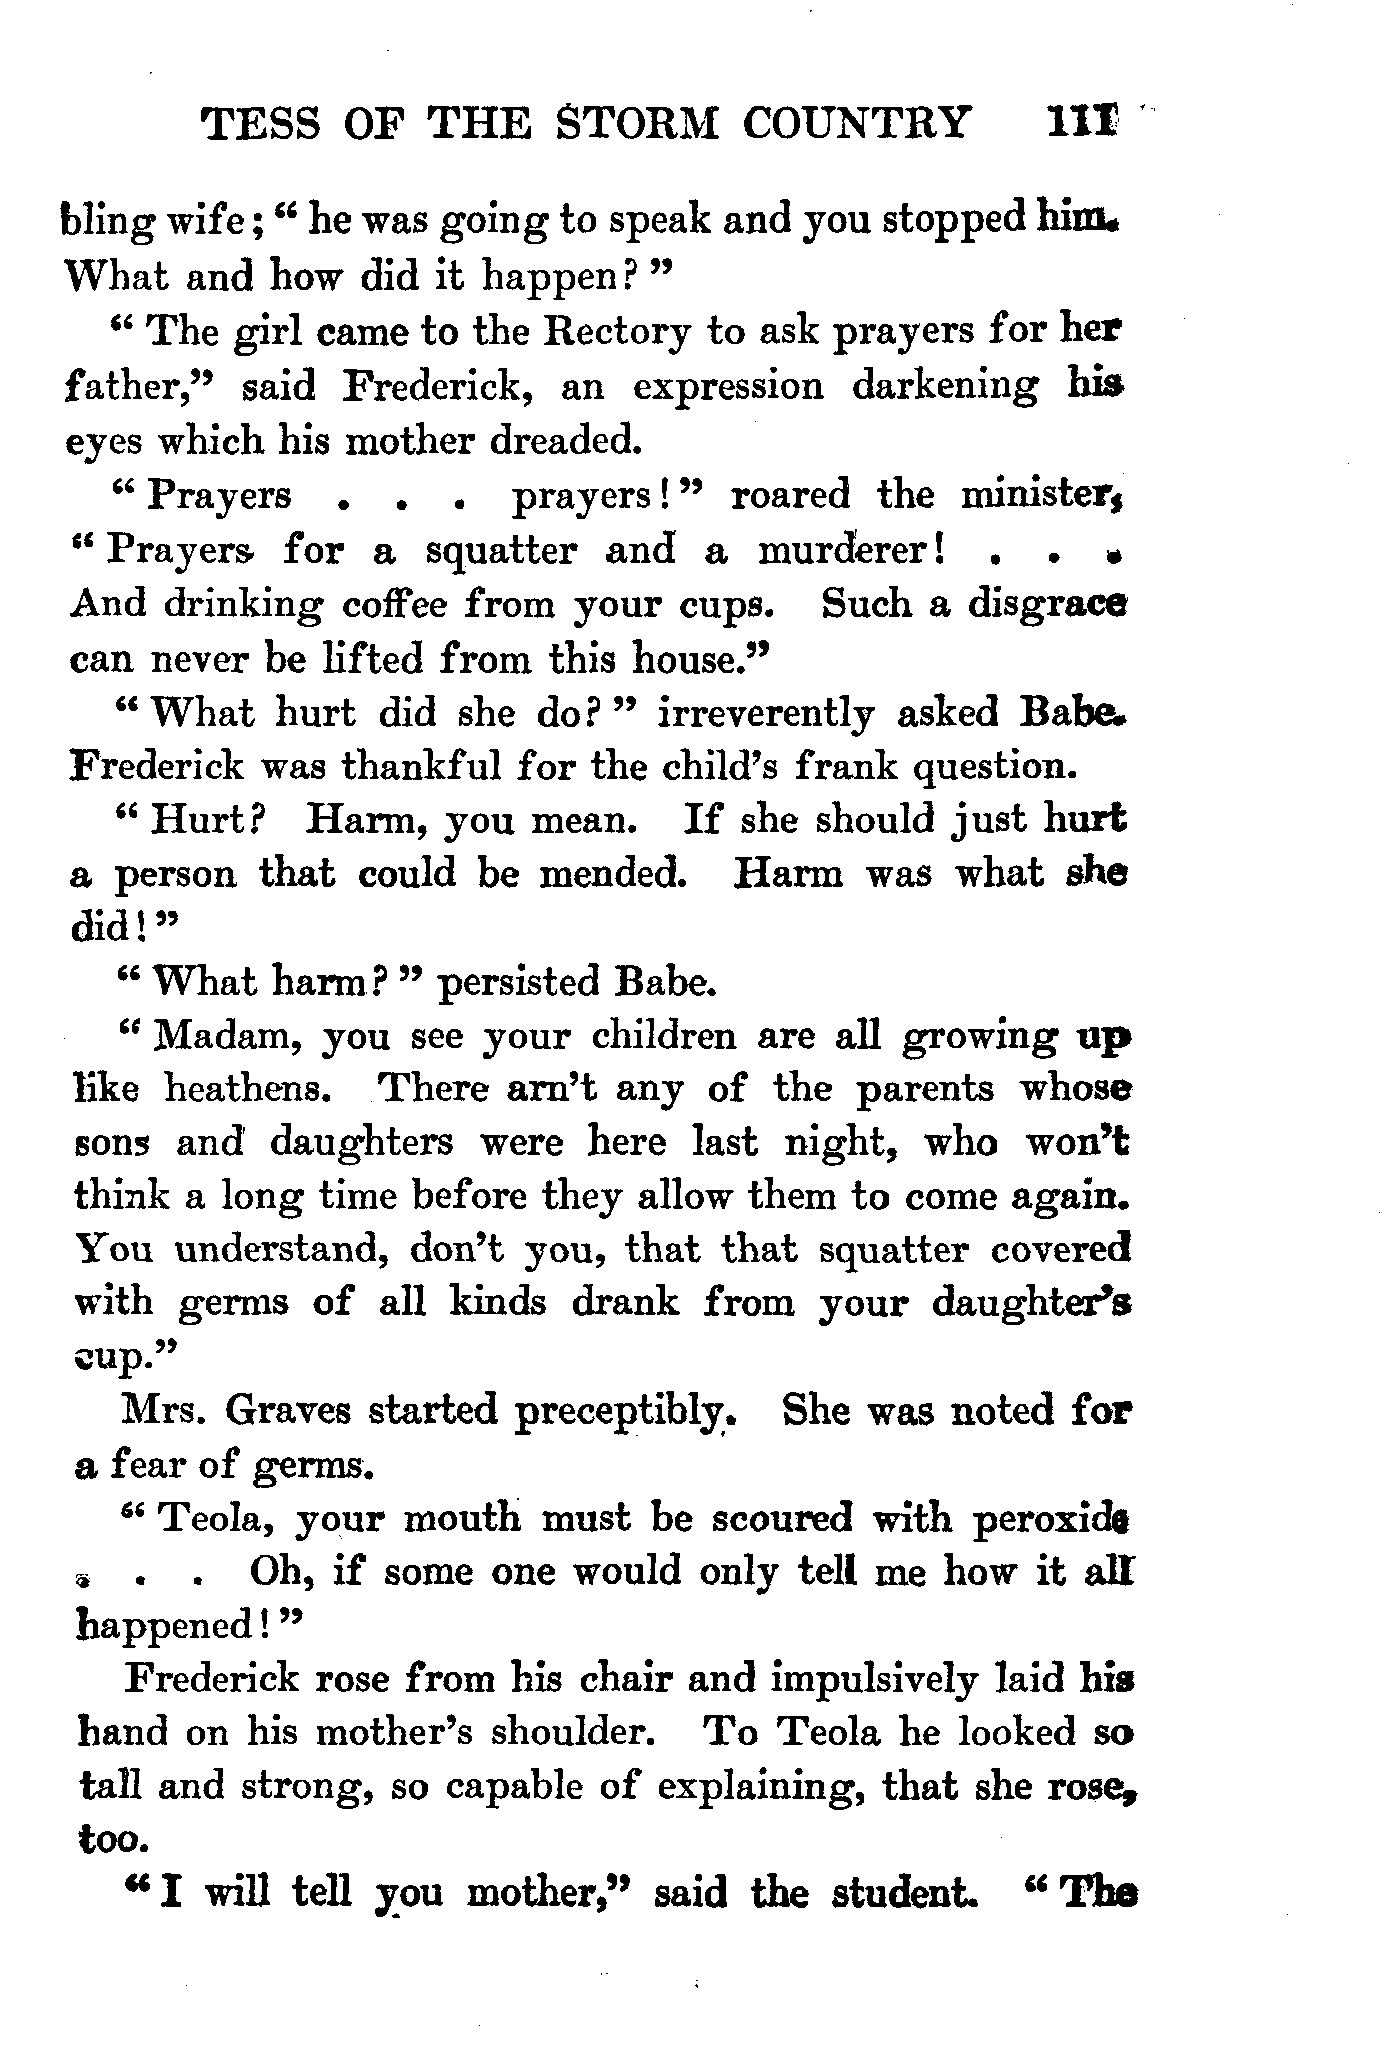 TESS OF THE STORM COUNTRY 111
bling wife; “ he was going to speak and you stopped him.
What and how did it happen? ”
“ The girl came to the Rectory to ask prayers for her
father,” said Frederick, an expression darkening his
eyes which his mother dreaded.
“ Prayers . . . prayers! ” roared the minister,
“ Prayers for a squatter and a murderer! . . .
And drinking coffee from your cups. Such a disgrace
can never be lifted from this house.”
“ What hurt did she do? ” irreverently asked Babe.
Frederick was thankful for the child’s frank question.
“ Hurt? Harm, you mean. If she should just hurt
a person that could be mended. Harm was what she
did! ”
“ What harm? ” persisted Babe.
“ Madam, you see your children are all growing up
like heathens. There arn’t any of the parents whose
sons and daughters were here last night, who won’t
think a long time before they allow them to come again.
You understand, don’t you, that that squatter covered
with germs of all kinds drank from your daughter’s
cup.”
Mrs. Graves started preceptibly. She was noted for
a fear of germs.
“ Teola, your mouth must be scoured with peroxide
. . . Oh, if some one would only tell me how it all
happened! ”
Frederick rose from his chair and impulsively laid his
hand on his mother’s shoulder. To Teola he looked so
tall and strong, so capable of explaining, that she rose,
too.
“ I will tell you mother,” said the student. “ The